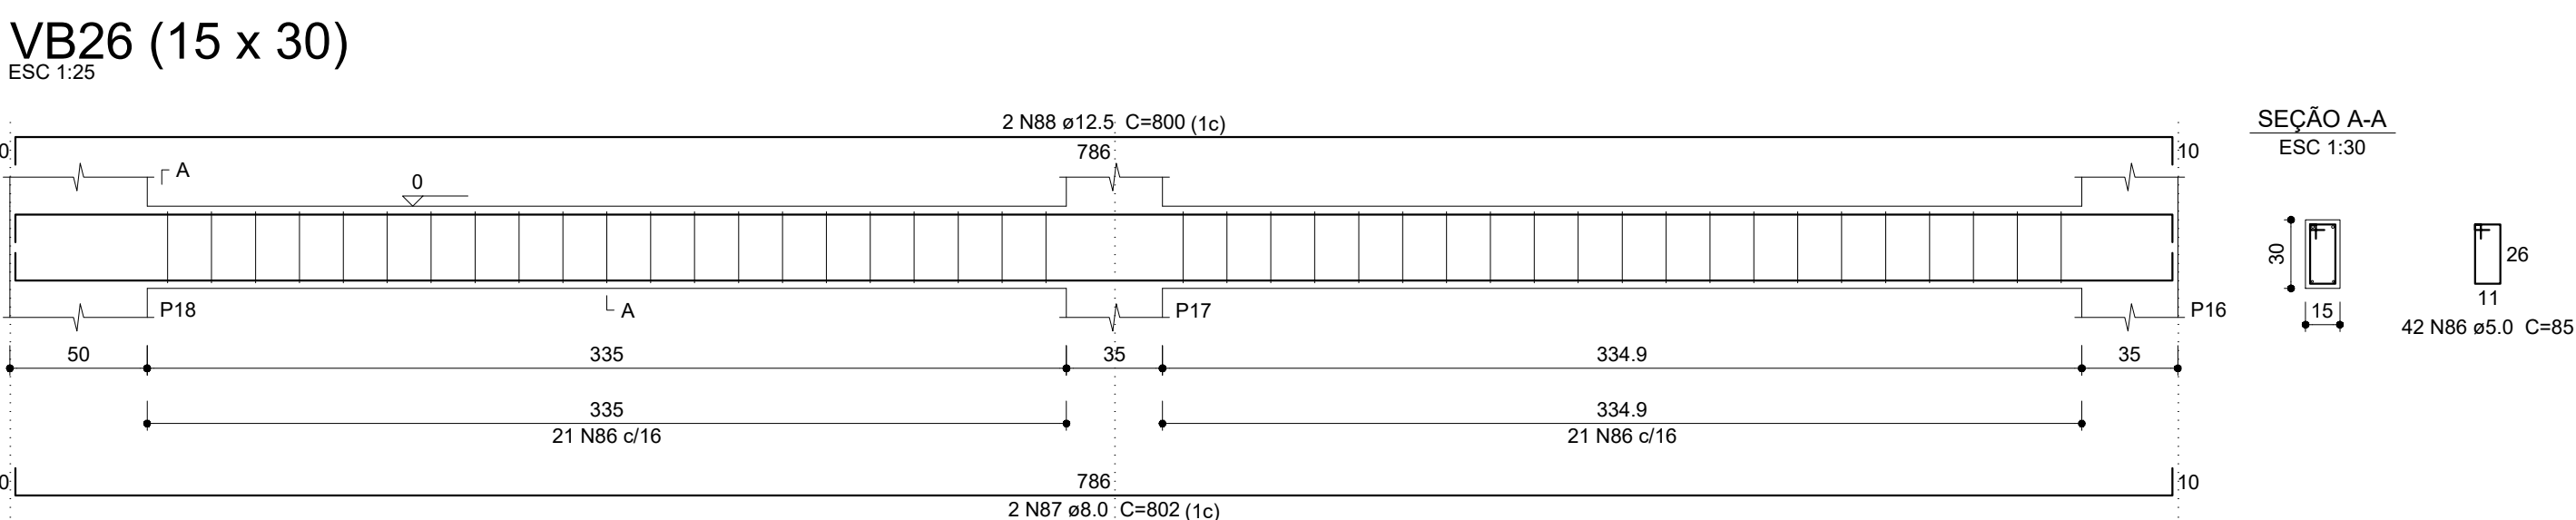 VB26 (15 x 30)
ESC 1:25
2 N88 ø12.5 C=800 (1c)
0 786 10
A
0
P18 A P17 P16
50 335 35 334.9 35
335 334.9
21 N86 c/16 21 N86 c/16
0 786 10
2 N87 ø8.0 C=802 (1c)
SEÇÃO A-A
ESC 1:30
30
15
26
11
42 N86 ø5.0 C=85